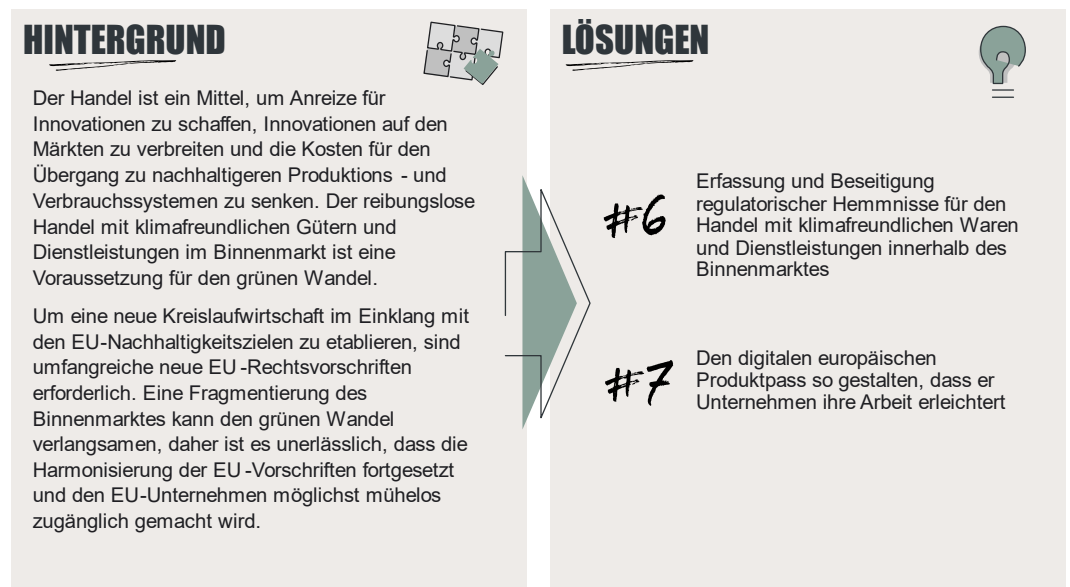 HINTERGRUND
Der Handel ist ein Mittel, um Anreize für
Innovationen zu schaffen, Innovationen auf den
Märkten zu verbreiten und die Kosten für den
Übergang zu nachhaltigeren Produktions - und
Verbrauchssystemen zu senken. Der reibungslose
Handel mit klimafreundlichen Gütern und
Dienstleistungen im Binnenmarkt ist eine
Voraussetzung für den grünen Wandel.
Um eine neue Kreislaufwirtschaft im Einklang mit
den EU-Nachhaltigkeitszielen zu etablieren, sind
umfangreiche neue EU -Rechtsvorschriften
erforderlich. Eine Fragmentierung des
Binnenmarktes kann den grünen Wandel
verlangsamen, daher ist es unerlässlich, dass die
Harmonisierung der EU -Vorschriften fortgesetzt
und den EU-Unternehmen möglichst mühelos
zugänglich gemacht wird.
LÖSUNGEN
#6
Erfassung und Beseitigung
regulatorischer Hemmnisse für den
Handel mit klimafreundlichen Waren
und Dienstleistungen innerhalb des
Binnenmarktes
#7
Den digitalen europäischen
Produktpass so gestalten, dass er
Unternehmen ihre Arbeit erleichtert